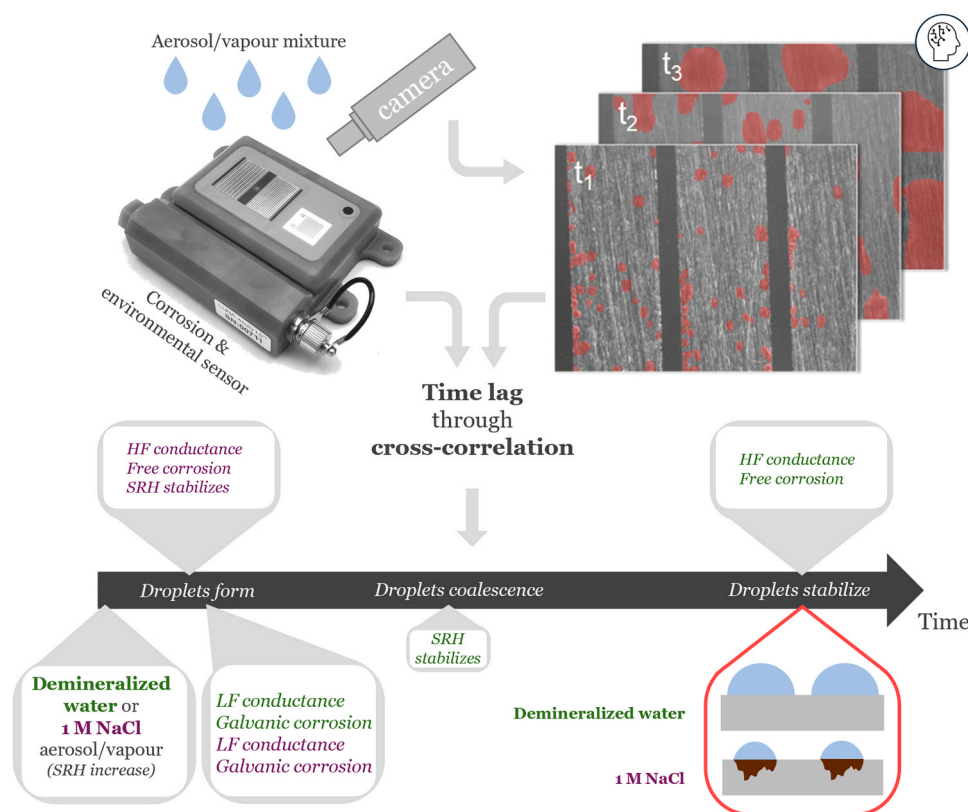 Aerosol/vapour mixture
camera
Corrosion &
environmental sensor
t3
t2
t1
Time lag
through
cross-correlation
HF conductance
Free corrosion
SRH stabilizes
HF conductance
Free corrosion
Droplets form
Droplets coalescence
Droplets stabilize
Time
Demineralized
water or
1 M NaCl
aerosol/vapour
(SRH increase)
LF conductance
Galvanic corrosion
LF conductance
Galvanic corrosion
SRH
stabilizes
Demineralized water
1 M NaCl